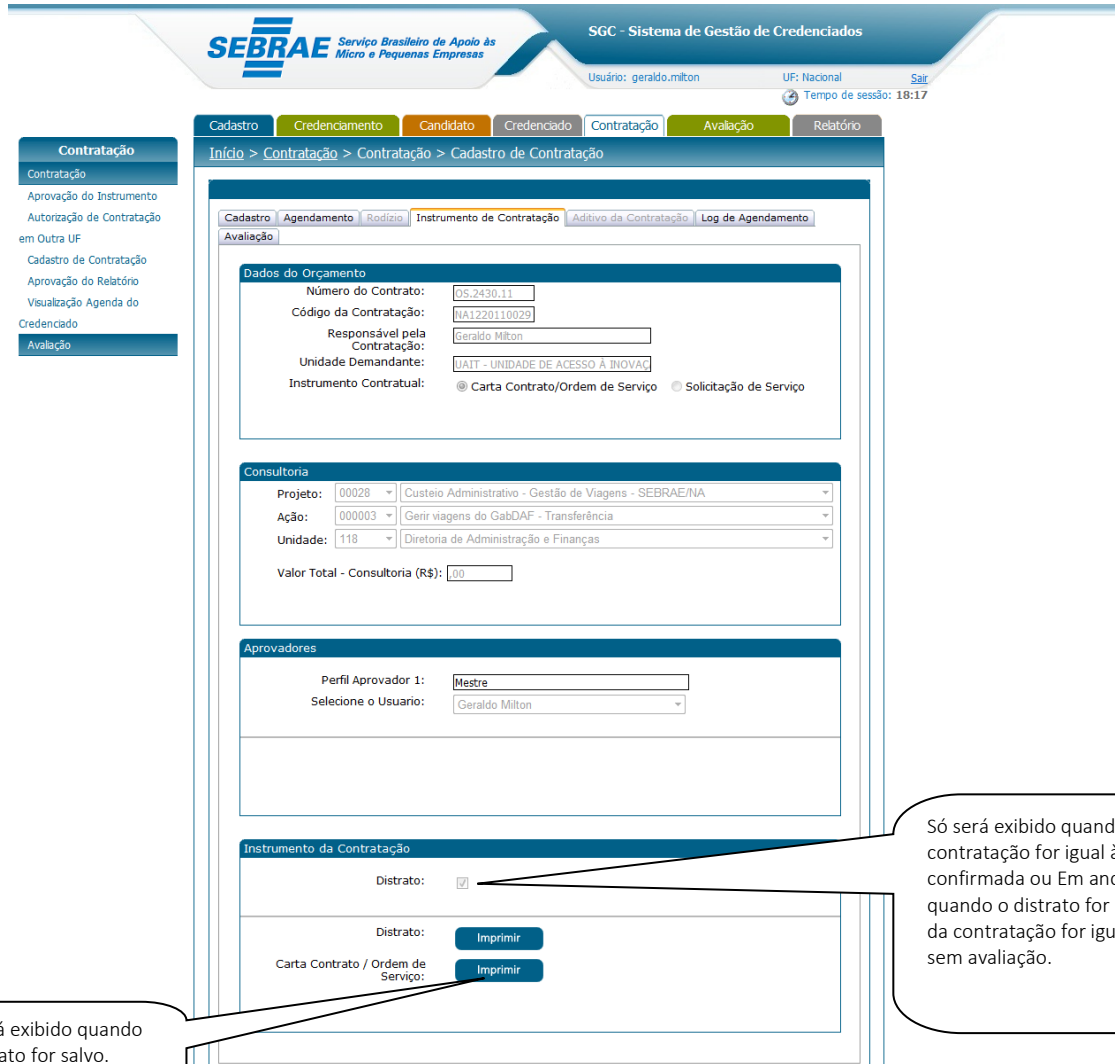 SEBRAE Serviço Brasileiro de Apoio às
Micro e Pequenas Empresas
SGC - Sistema de Gestão de Credenciados
Usuário: geraldo.milton UF: Nacional Sair
Tempo de sessão: 18:17
Cadastro Credenciamento Candidato Credenciado Contratação Avaliação Relatório
Início > Contratação > Contratação > Cadastro de Contratação
Contratação
Contratação
Aprovação do Instrumento
Autorização de Contratação
em Outra UF
Cadastro de Contratação
Aprovação do Relatório
Visualização Agenda do
Credenciado
Avaliação
Cadastro Agendamento Rodízio Instrumento de Contratação Aditivo da Contratação Log de Agendamento
Avaliação
Dados do Orçamento
Número do Contrato: OS.2430.11
Código da Contratação: NA1220110029
Responsável pela
Contratação: Geraldo Milton
Unidade Demandante: UAIT - UNIDADE DE ACESSO À INOVAÇ
Instrumento Contratual: Carta Contrato/Ordem de Serviço Solicitação de Serviço
Consultoria
Projeto: 00028 Custeio Administrativo - Gestão de Viagens - SEBRAE/NA
Ação: 000003 Gerir viagens do GabDAF - Transferência
Unidade: 118 Diretoria de Administração e Finanças
Valor Total - Consultoria (R$): ,00
Aprovadores
Perfil Aprovador 1: Mestre
Selecione o Usuario: Geraldo Milton
Instrumento da Contratação
Distrato:
Distrato: Imprimir
Carta Contrato / Ordem de
Serviço: Imprimir
Só será exibido quand
contratação for igual à
confirmada ou Em and
quando o distrato for
da contratação for igu
sem avaliação.
á exibido quando
ato for salvo.